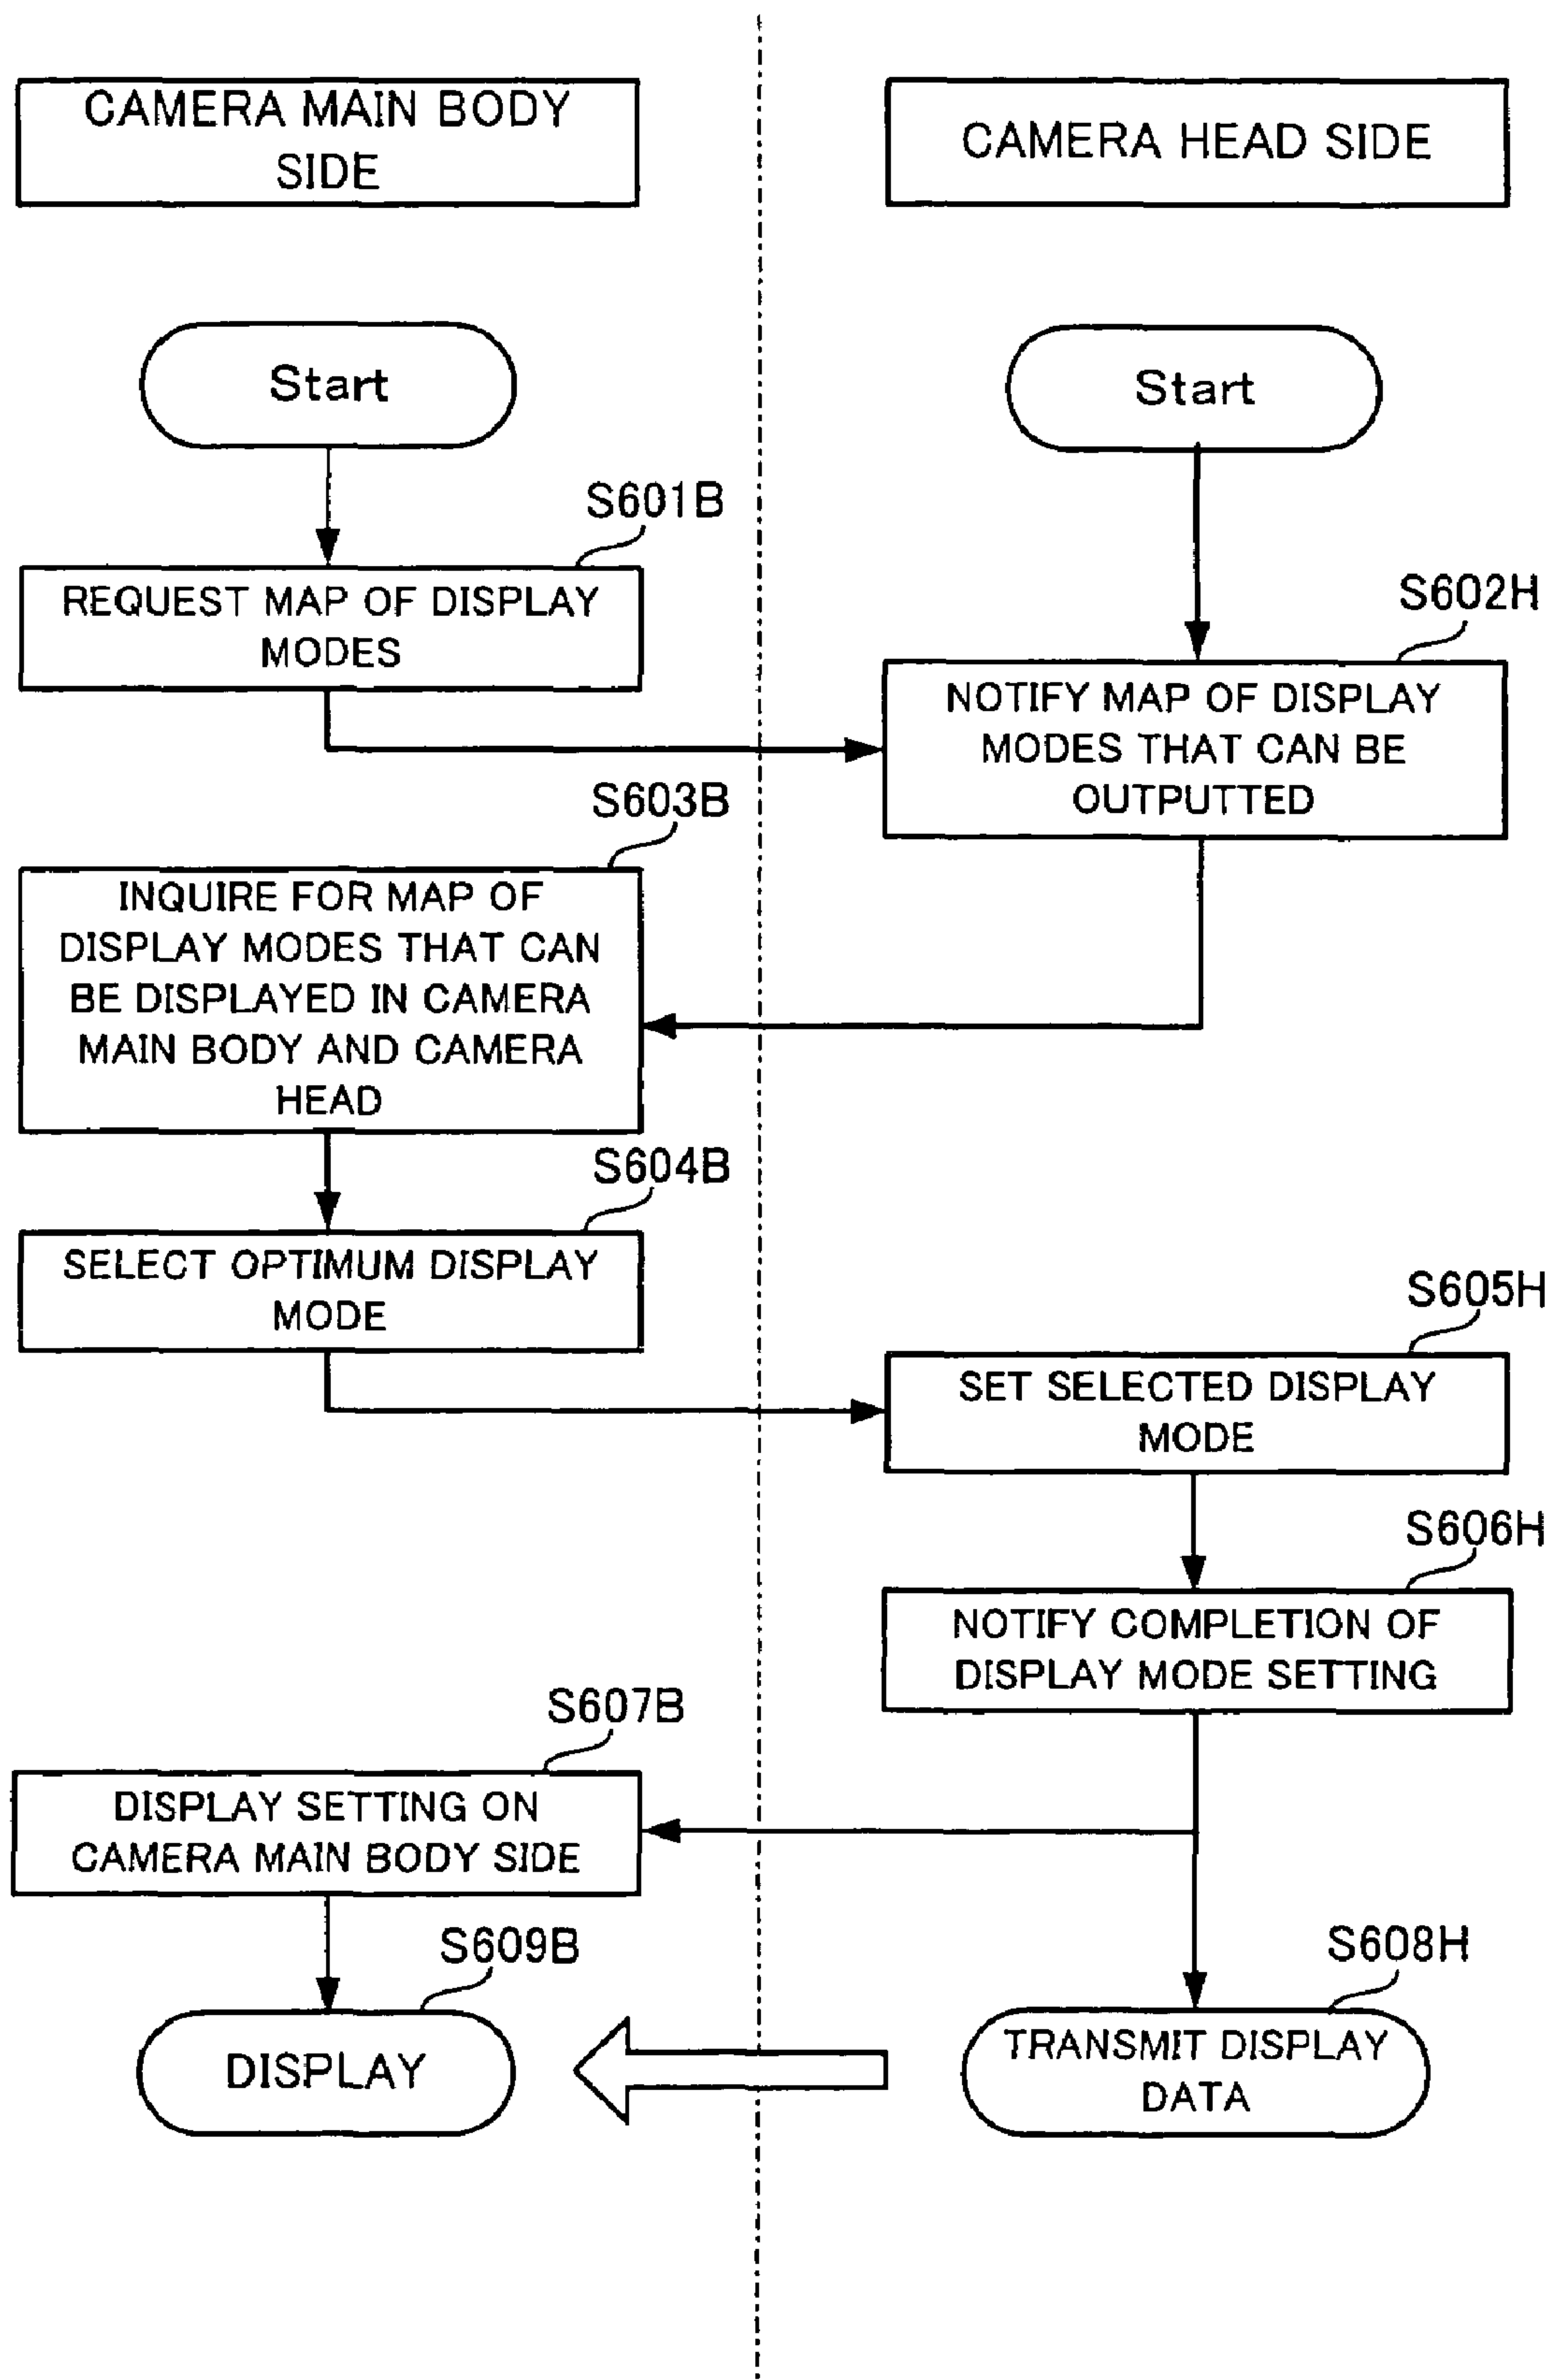 CAMERA MAIN BODY
SIDE
CAMERA HEAD SIDE
Start
Start
S601B
REQUEST MAP OF DISPLAY
MODES
S602H
NOTIFY MAP OF DISPLAY
MODES THAT CAN BE
OUTPUTTED
S603B
INQUIRE FOR MAP OF
DISPLAY MODES THAT CAN
BE DISPLAYED IN CAMERA
MAIN BODY AND CAMERA
HEAD
S604B
SELECT OPTIMUM DISPLAY
MODE
S605H
SET SELECTED DISPLAY
MODE
S606H
NOTIFY COMPLETION OF
DISPLAY MODE SETTING
S607B
DISPLAY SETTING ON
CAMERA MAIN BODY SIDE
S609B
DISPLAY
S608H
TRANSMIT DISPLAY
DATA